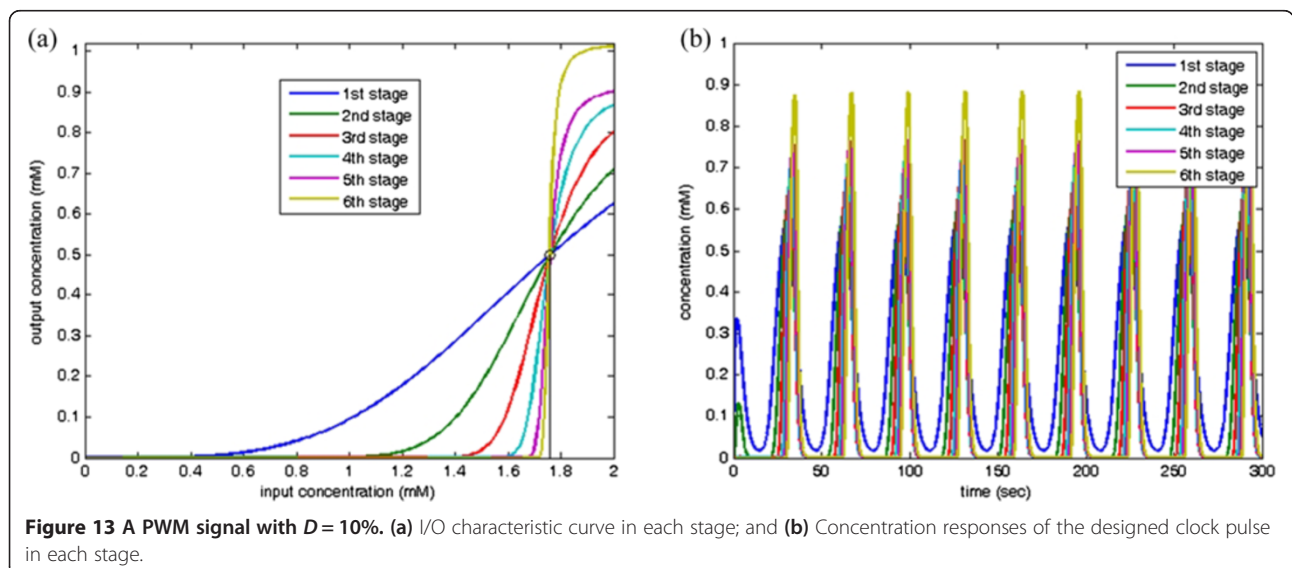 (a)
1
0.9
0.8
0.7
0.6
0.5
0.4
0.3
0.2
0.1
0
output concentration (mM)
1st stage
2nd stage
3rd stage
4th stage
5th stage
6th stage
0 0.2 0.4 0.6 0.8 1 1.2 1.4 1.6 1.8 2
input concentration (mM)
(b)
1
0.9
0.8
0.7
0.6
0.5
0.4
0.3
0.2
0.1
0
concentration (mM)
1st stage
2nd stage
3rd stage
4th stage
5th stage
6th stage
0 50 100 150 200 250 300
time (sec)
Figure 13 A PWM signal with D = 10%. (a) I/O characteristic curve in each stage; and (b) Concentration responses of the designed clock pulse
in each stage.